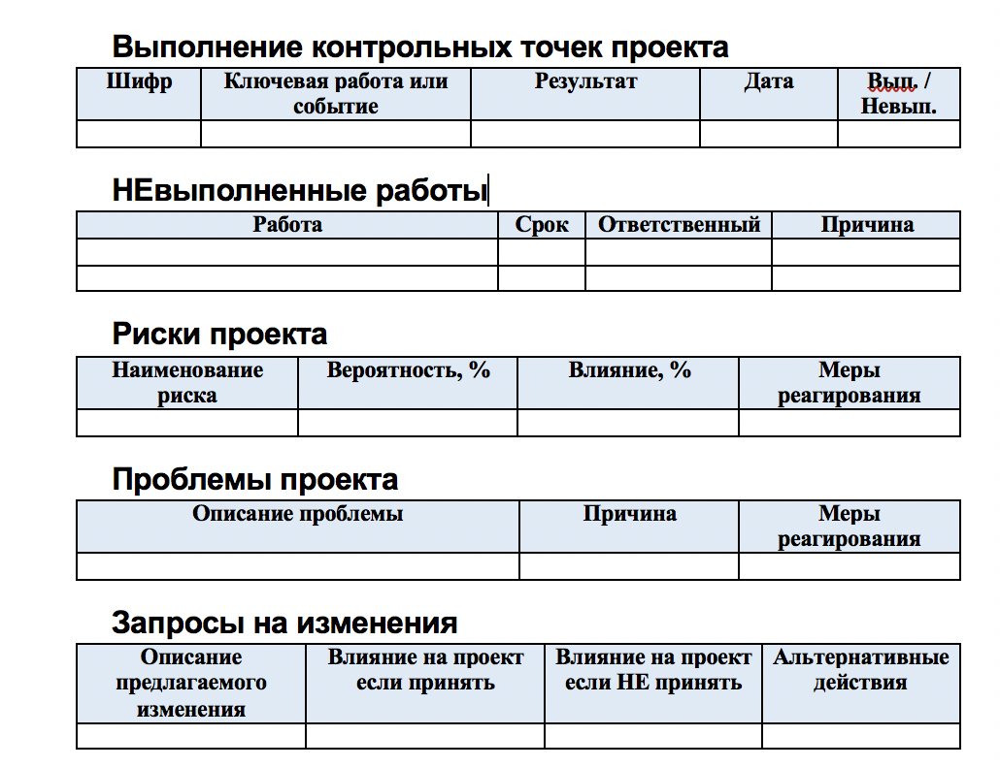 Выполнение контрольных точек проекта
Шифр Ключевая работа или Результат Дата Вып. /
событие Невып.
НЕвыполненные работы
Работа Срок Ответственный Причина
Риски проекта
Наименование Вероятность, % Влияние, % Меры
риска реагирования
Проблемы проекта
Описание проблемы Причина Меры
реагирования
Запросы на изменения
Описание Влияние на проект Влияние на проект Альтернативные
предлагаемого если принять если НЕ принять действия
изменения